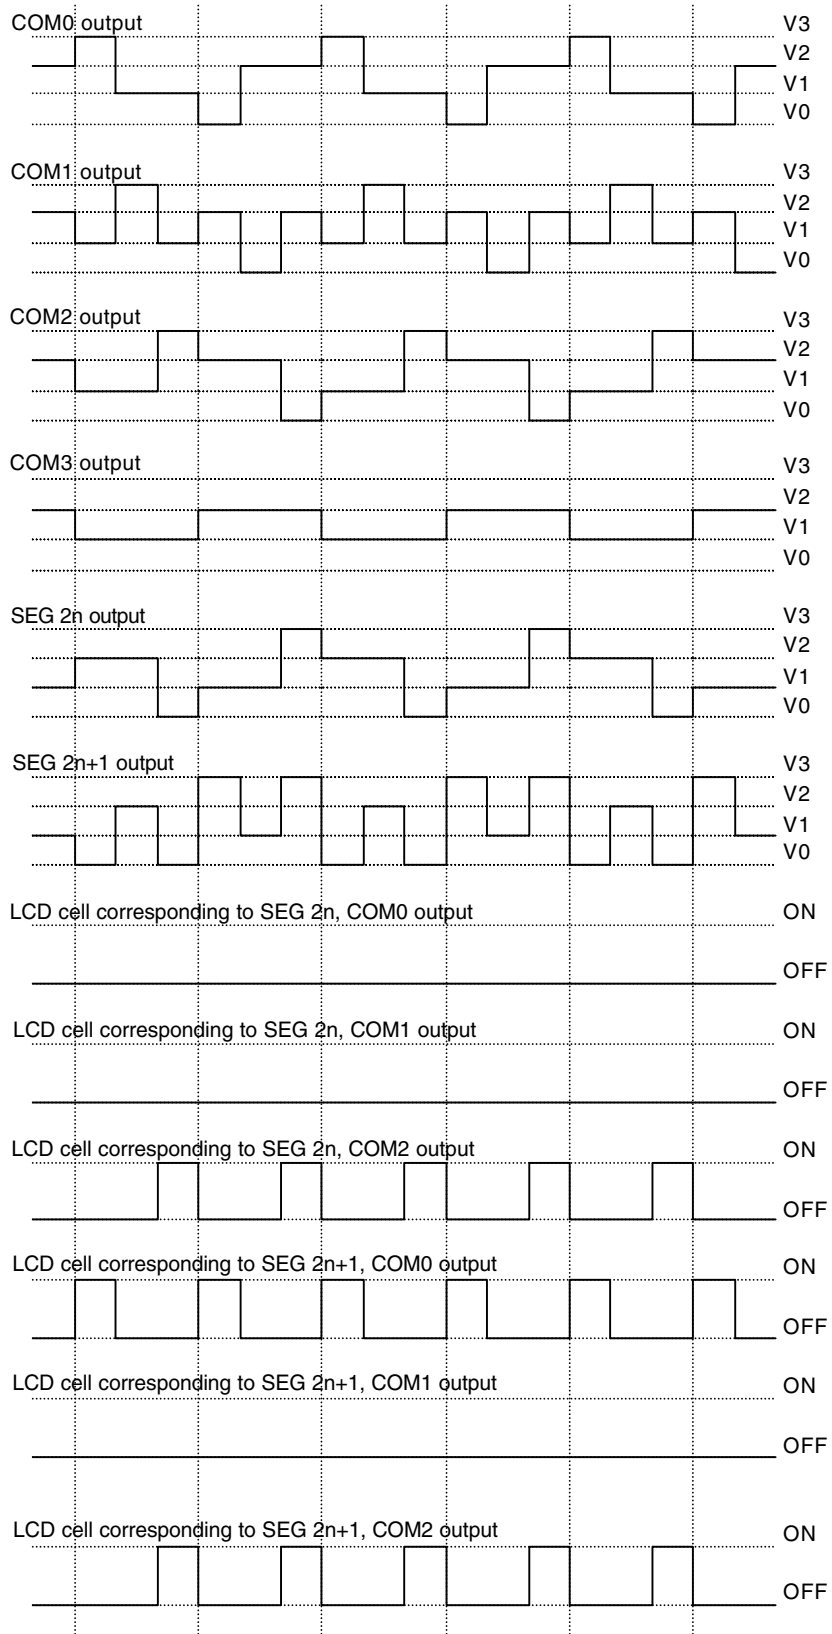 COM0 output
V3
V2
V1
V0
COM1 output
V3
V2
V1
V0
COM2 output
V3
V2
V1
V0
COM3 output
V3
V2
V1
V0
SEG 2n output
V3
V2
V1
V0
SEG 2n+1 output
V3
V2
V1
V0
LCD cell corresponding to SEG 2n, COM0 output
ON
OFF
LCD cell corresponding to SEG 2n, COM1 output
ON
OFF
LCD cell corresponding to SEG 2n, COM2 output
ON
OFF
LCD cell corresponding to SEG 2n+1, COM0 output
ON
OFF
LCD cell corresponding to SEG 2n+1, COM1 output
ON
OFF
LCD cell corresponding to SEG 2n+1, COM2 output
ON
OFF